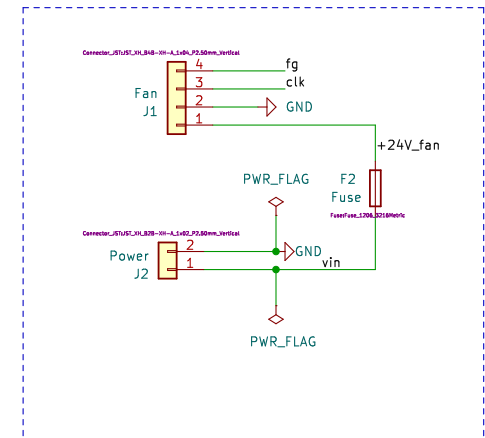 Connector_JST:JST_XH_B4B-XH-A_1x04_P2.50mm_Vertical
4 fg
3 clk
Fan
2 GND
J1
1
+24V_fan
PWR_FLAG
F2
Fuse
Fuse:Fuse_1206_3216Metric
Connector_JST:JST_XH_B2B-XH-A_1x02_P2.50mm_Vertical
2 GND
Power
1 vin
J2
PWR_FLAG